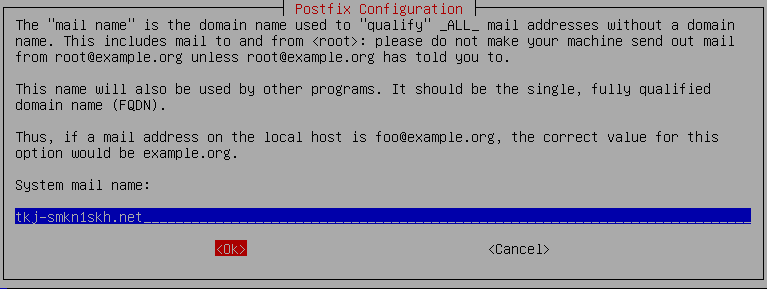 Postfix Configuration
The "mail name" is the domain name used to "qualify" _ALL_ mail addresses without a domain
name. This includes mail to and from <root>: please do not make your machine send out mail
from root@example.org unless root@example.org has told you to.
This name will also be used by other programs. It should be the single, fully qualified
domain name (FQDN).
Thus, if a mail address on the local host is foo@example.org, the correct value for this
option would be example.org.
System mail name:
tkj-smkn1skh.net
<Ok> <Cancel>